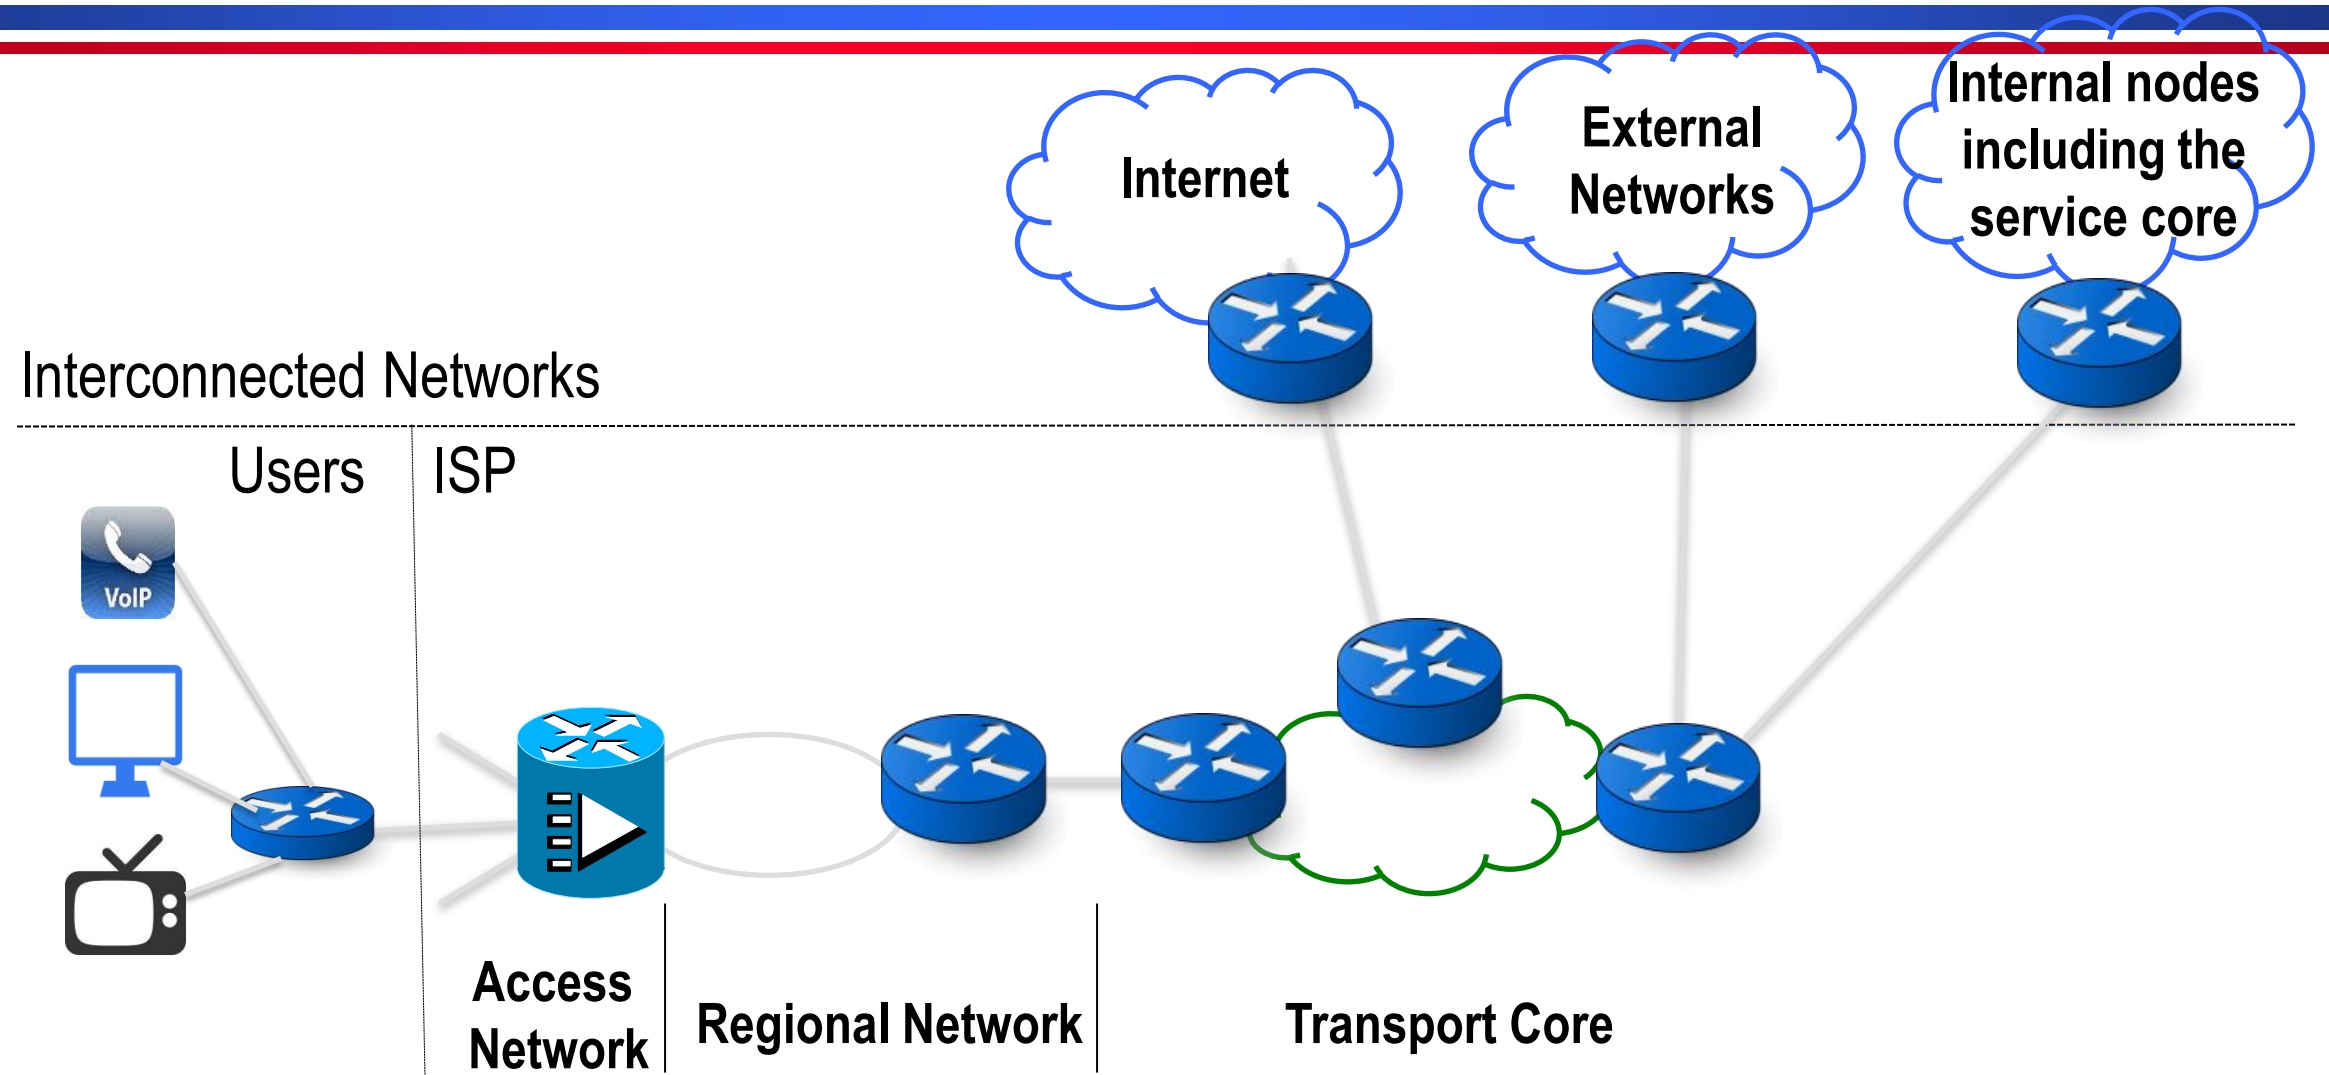 Internet
External
Networks
Internal nodes
including the
service core
Interconnected Networks
Users
ISP
VoIP
Access
Network
Regional Network
Transport Core